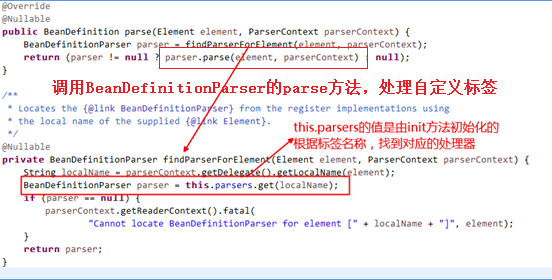 @Override
@Nullable
public BeanDefinition parse(Element element, ParserContext parserContext) {
BeanDefinitionParser parser = findParserForElement(element, parserContext);
return (parser != null ? parser.parse(element, parserContext) : null);
}
调用BeanDefinitionParser的parse方法，处理自定义标签
/**
* Locates the {@link BeanDefinitionParser} from the register implementations using
* the local name of the supplied {@link Element}.
*/
this.parsers的值是由init方法初始化的
根据标签名称，找到对应的处理器
@Nullable
private BeanDefinitionParser findParserForElement(Element element, ParserContext parserContext) {
String localName = parserContext.getDelegate().getLocalName(element);
BeanDefinitionParser parser = this.parsers.get(localName);
if (parser == null) {
parserContext.getReaderContext().fatal(
"Cannot locate BeanDefinitionParser for element [" + localName + "]", element);
}
return parser;
}